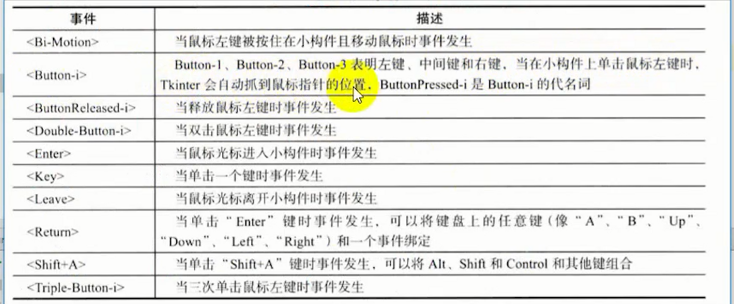 事件 描述
<Bi-Motion> 当鼠标左键被按住在小构件且移动鼠标时事件发生
<Button-i> Button-1、Button-2、Button-3 表明左键、中间键和右键，当在小构件上单击鼠标左键时，
Tkinter 会自动抓到鼠标指针的位置，ButtonPressed-i 是 Button-i 的代名词
<ButtonReleased-i> 当释放鼠标左键时事件发生
<Double-Button-i> 当双击鼠标左键时事件发生
<Enter> 当鼠标光标进入小构件时事件发生
<Key> 当单击一个键时事件发生
<Leave> 当鼠标光标离开小构件时事件发生
<Return> 当单击“Enter”键时事件发生，可以将键盘上的任意键（像“A”、“B”、“Up”、
“Down”、“Left”、“Right”）和一个事件绑定
<Shift+A> 当单击“Shift+A”键时事件发生，可以将 Alt、Shift 和 Control 和其他键组合
<Triple-Button-i> 当三次单击鼠标左键时事件发生